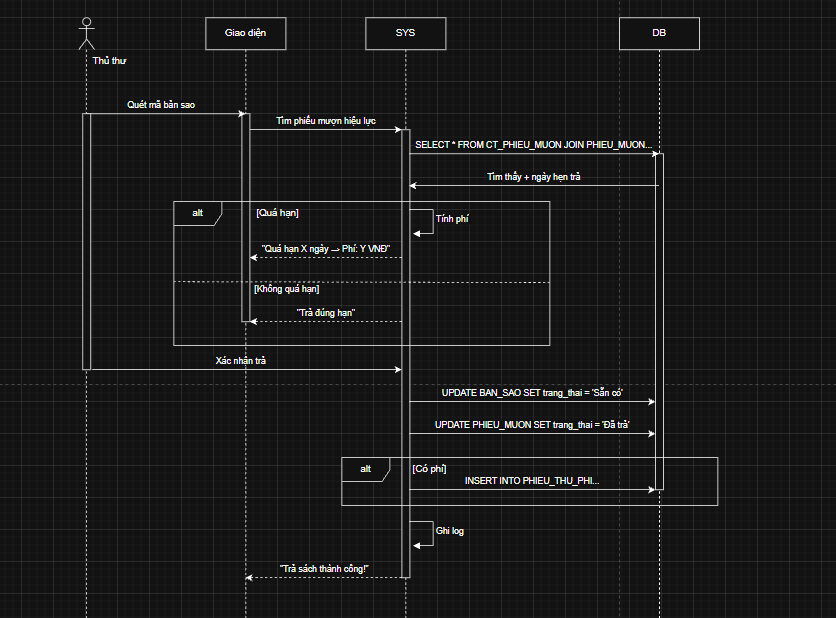 Giao diện
SYS
DB
Thủ thư
Quét mã bản sao
Tìm phiếu mượn hiệu lực
SELECT * FROM CT_PHIEU_MUON JOIN PHIEU_MUON...
Tìm thấy + ngày hẹn trả
alt
[Quá hạn]
Tính phí
"Quá hạn X ngày → Phí: Y VNĐ"
[Không quá hạn]
"Trả đúng hạn"
Xác nhận trả
UPDATE BAN_SAO SET trang_thai = 'Sẵn có'
UPDATE PHIEU_MUON SET trang_thai = 'Đã trả'
alt
[Có phí]
INSERT INTO PHIEU_THU_PHI...
Ghi log
"Trả sách thành công!"